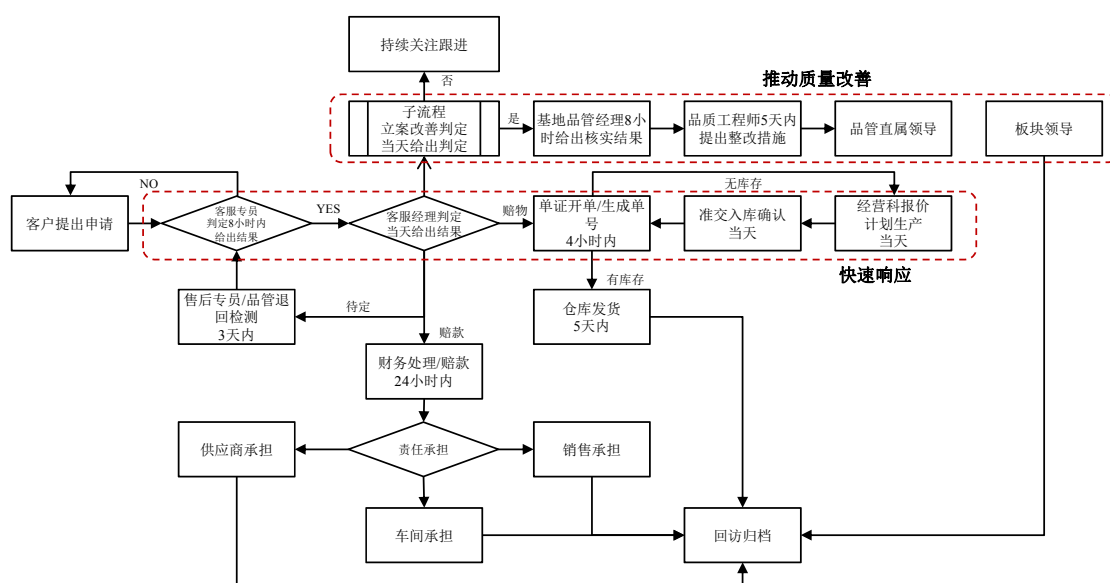 持续关注跟进
否
推动质量改善
子流程
立案改善判定
当天给出判定
是
基地品管经理8小
时给出核实结果
品质工程师5天内
提出整改措施
品管直属领导
板块领导
NO
无库存
客户提出申请
客服专员
判定8小时内
给出结果
YES
客服经理判定
当天给出结果
赔物
单证开单/生成单
号
4小时内
准交入库确认
当天
经营科报价
计划生产
当天
快速响应
有库存
售后专员/品管退
回检测
3天内
待定
仓库发货
5天内
赔款
财务处理/赔款
24小时内
供应商承担
责任承担
销售承担
车间承担
回访归档